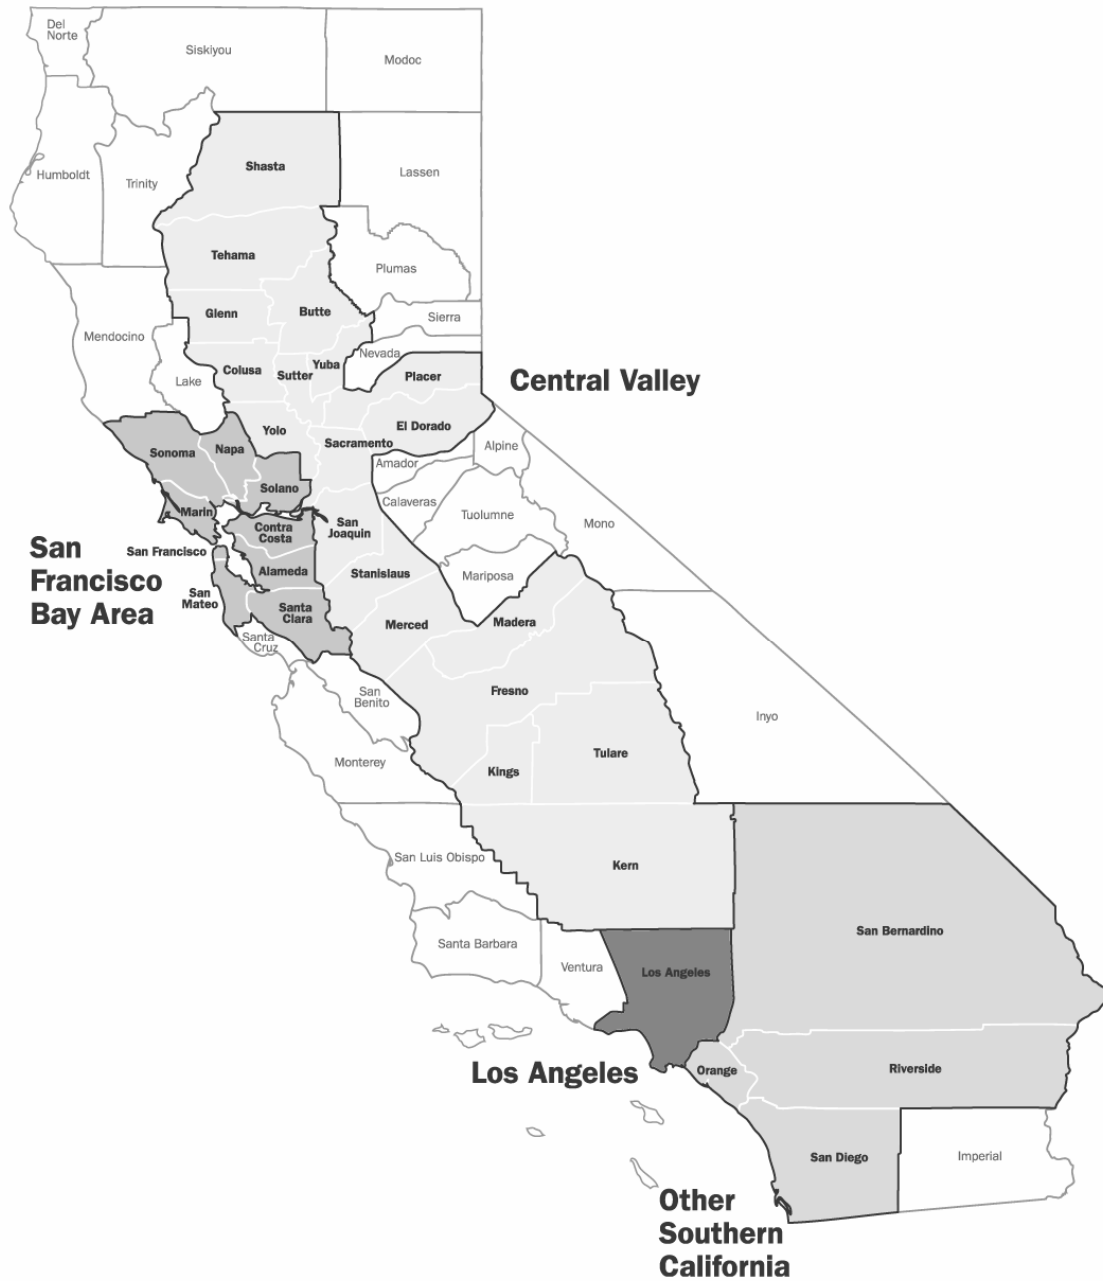 Del
Norte
Siskiyou
Modoc
Shasta
Lassen
Humboldt
Trinity
Tehama
Plumas
Glenn
Butte
Sierra
Mendocino
Nevada
Lake
Colusa
Sutter
Yuba
Placer
Central Valley
El Dorado
Yolo
Sacramento
Sonoma
Napa
Alpine
Amador
Solano
Calaveras
Marin
Tuolumne
Mono
Contra
Costa
San
Joaquin
San Francisco
San
Francisco
Bay Area
Alameda
Stanislaus
Mariposa
San
Mateo
Santa
Clara
Merced
Madera
Santa
Cruz
San
Benito
Fresno
Inyo
Monterey
Kings
Tulare
San Luis Obispo
Kern
Santa Barbara
San Bernardino
Ventura
Los Angeles
Los Angeles
Orange
Riverside
San Diego
Imperial
Other
Southern
California